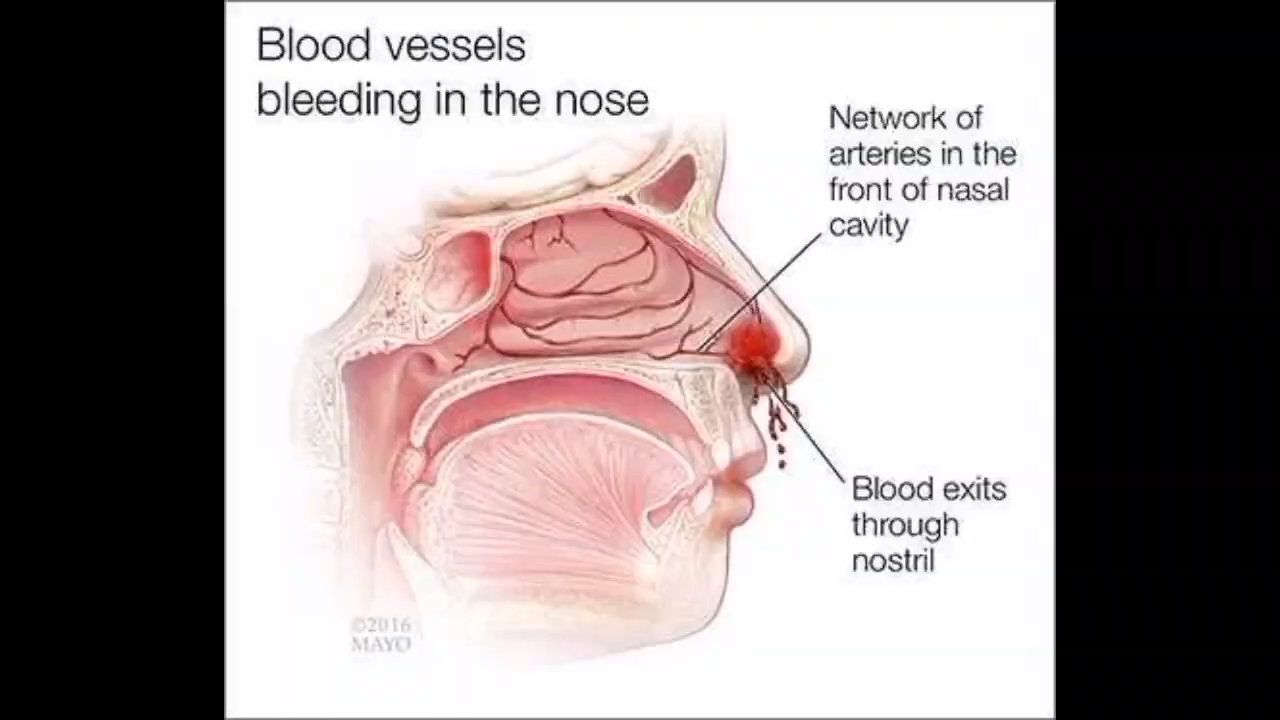 Blood vessels
bleeding in the nose
Network of
arteries in the
front of nasal
cavity
Blood exits
through
nostril
©2016
MAYO